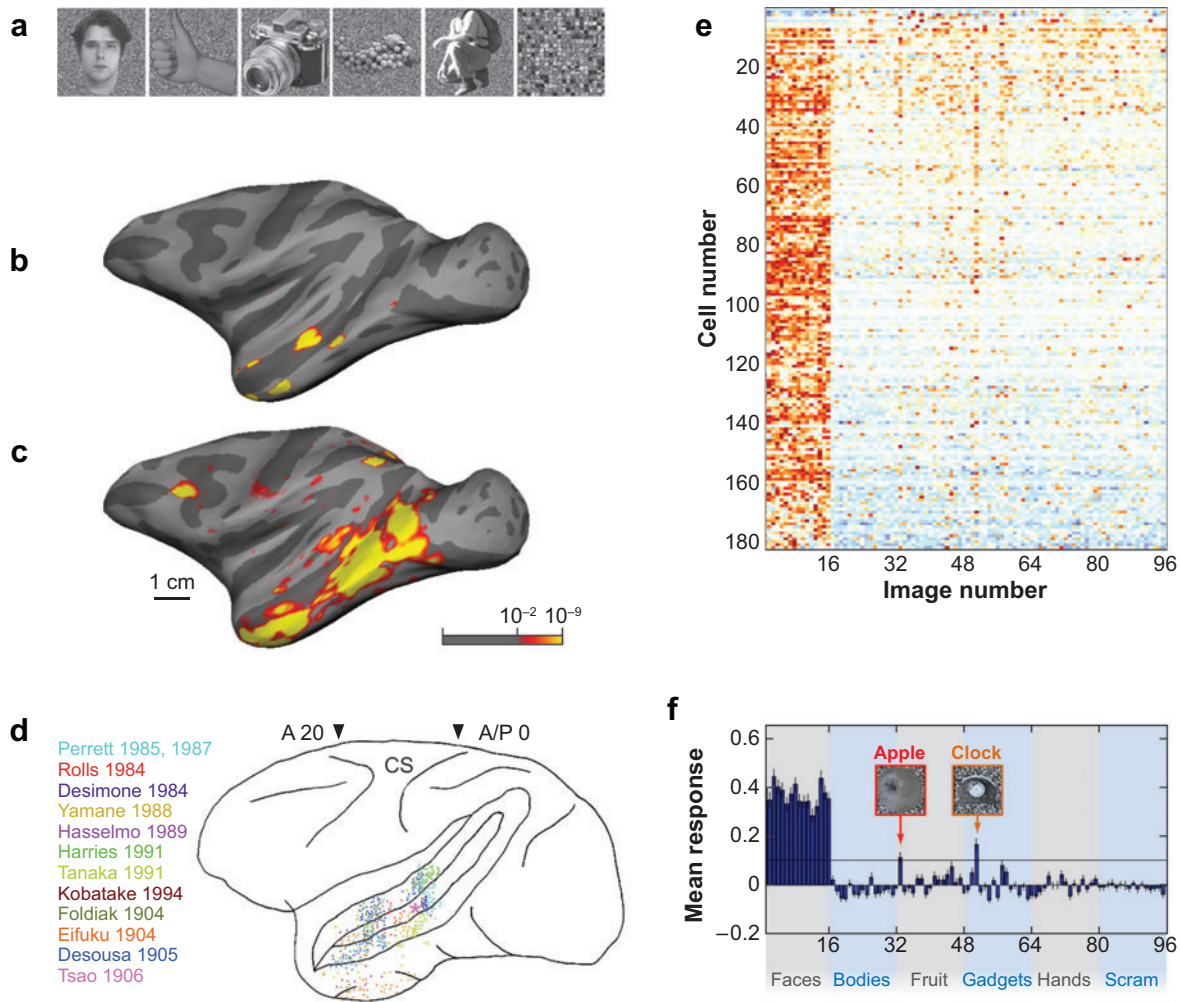 a
b
c
1 cm
10–2 10–9
d
A 20 A/P 0
CS
Perrett 1985, 1987
Rolls 1984
Desimone 1984
Yamane 1988
Hasselmo 1989
Harries 1991
Tanaka 1991
Kobatake 1994
Foldiak 1904
Eifuku 1904
Desousa 1905
Tsao 1906
e
Cell number
20
40
60
80
100
120
140
160
180
16 32 48 64 80 96
Image number
f
Mean response
0.6
0.4
0.2
0
–0.2
Apple Clock
16 32 48 64 80 96
Faces Bodies Fruit Gadgets Hands Scram